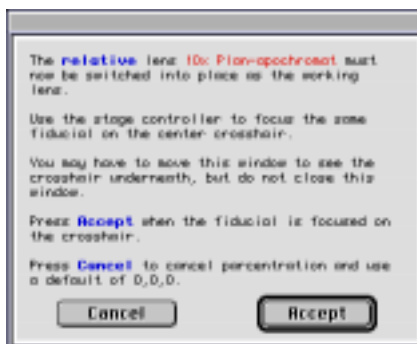 The relative lens 10x Plan-apochromat must
now be switched into place as the working
lens.
Use the stage controller to focus the same
fiducial on the center crosshair.
You may have to move this window to see the
crosshair underneath, but do not close this
window.
Press Accept when the fiducial is focused on
the crosshair.
Press Cancel to cancel parcentration and use
a default of 0,0,0.
Cancel
Accept